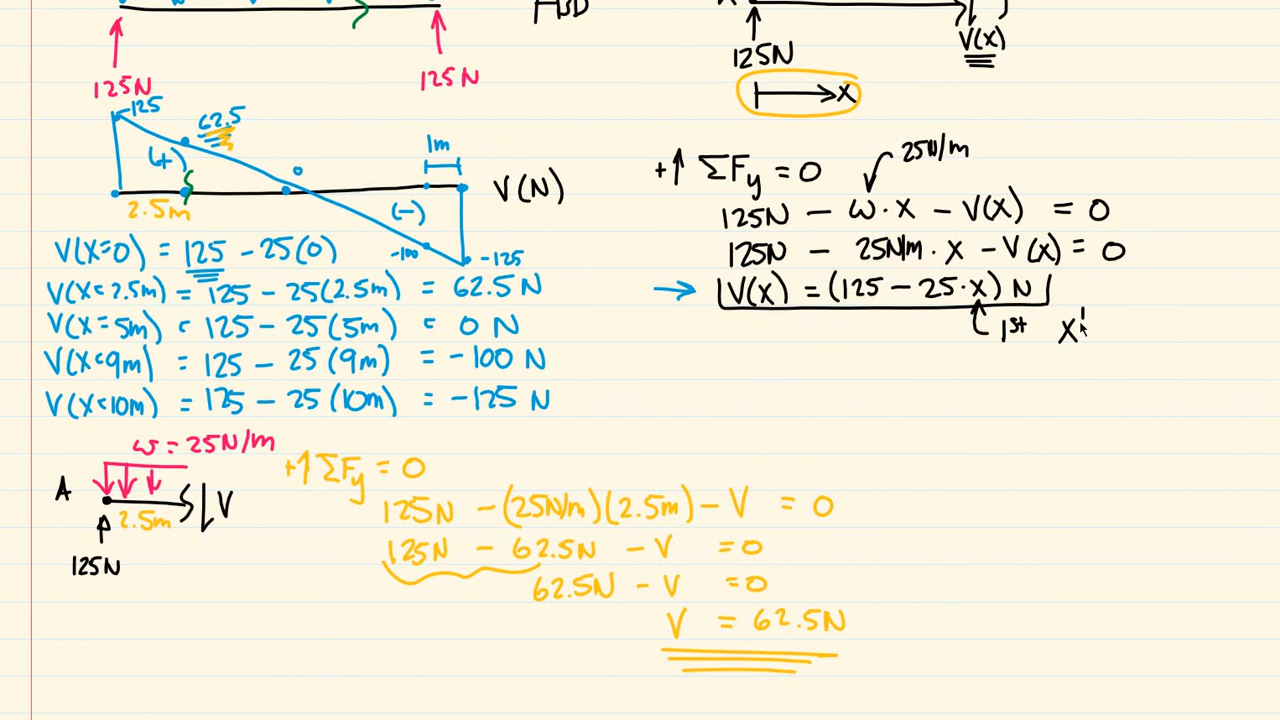 125N
125N
125
62.5
(+)
0
1m
2.5m
(-)
-100
-125
V(N)
V(X=0) = 125 - 25(0)
V(X=2.5m) = 125 - 25(2.5m) = 62.5 N
V(X=5m) = 125 - 25(5m) = 0 N
V(X=9m) = 125 - 25(9m) = -100 N
V(X=10m) = 125 - 25(10m) = -125 N
ω = 25N/m
A
2.5m
V
125N
+↑ ΣFy = 0
125N - (25N/m)(2.5m) - V = 0
125N - 62.5N - V = 0
62.5N - V = 0
V = 62.5N
V(X)
125N
X
+↑ ΣFy = 0
25N/m
125N - ω·X - V(X) = 0
125N - 25N/m·X - V(X) = 0
V(X) = (125 - 25·X) N
1st X¹